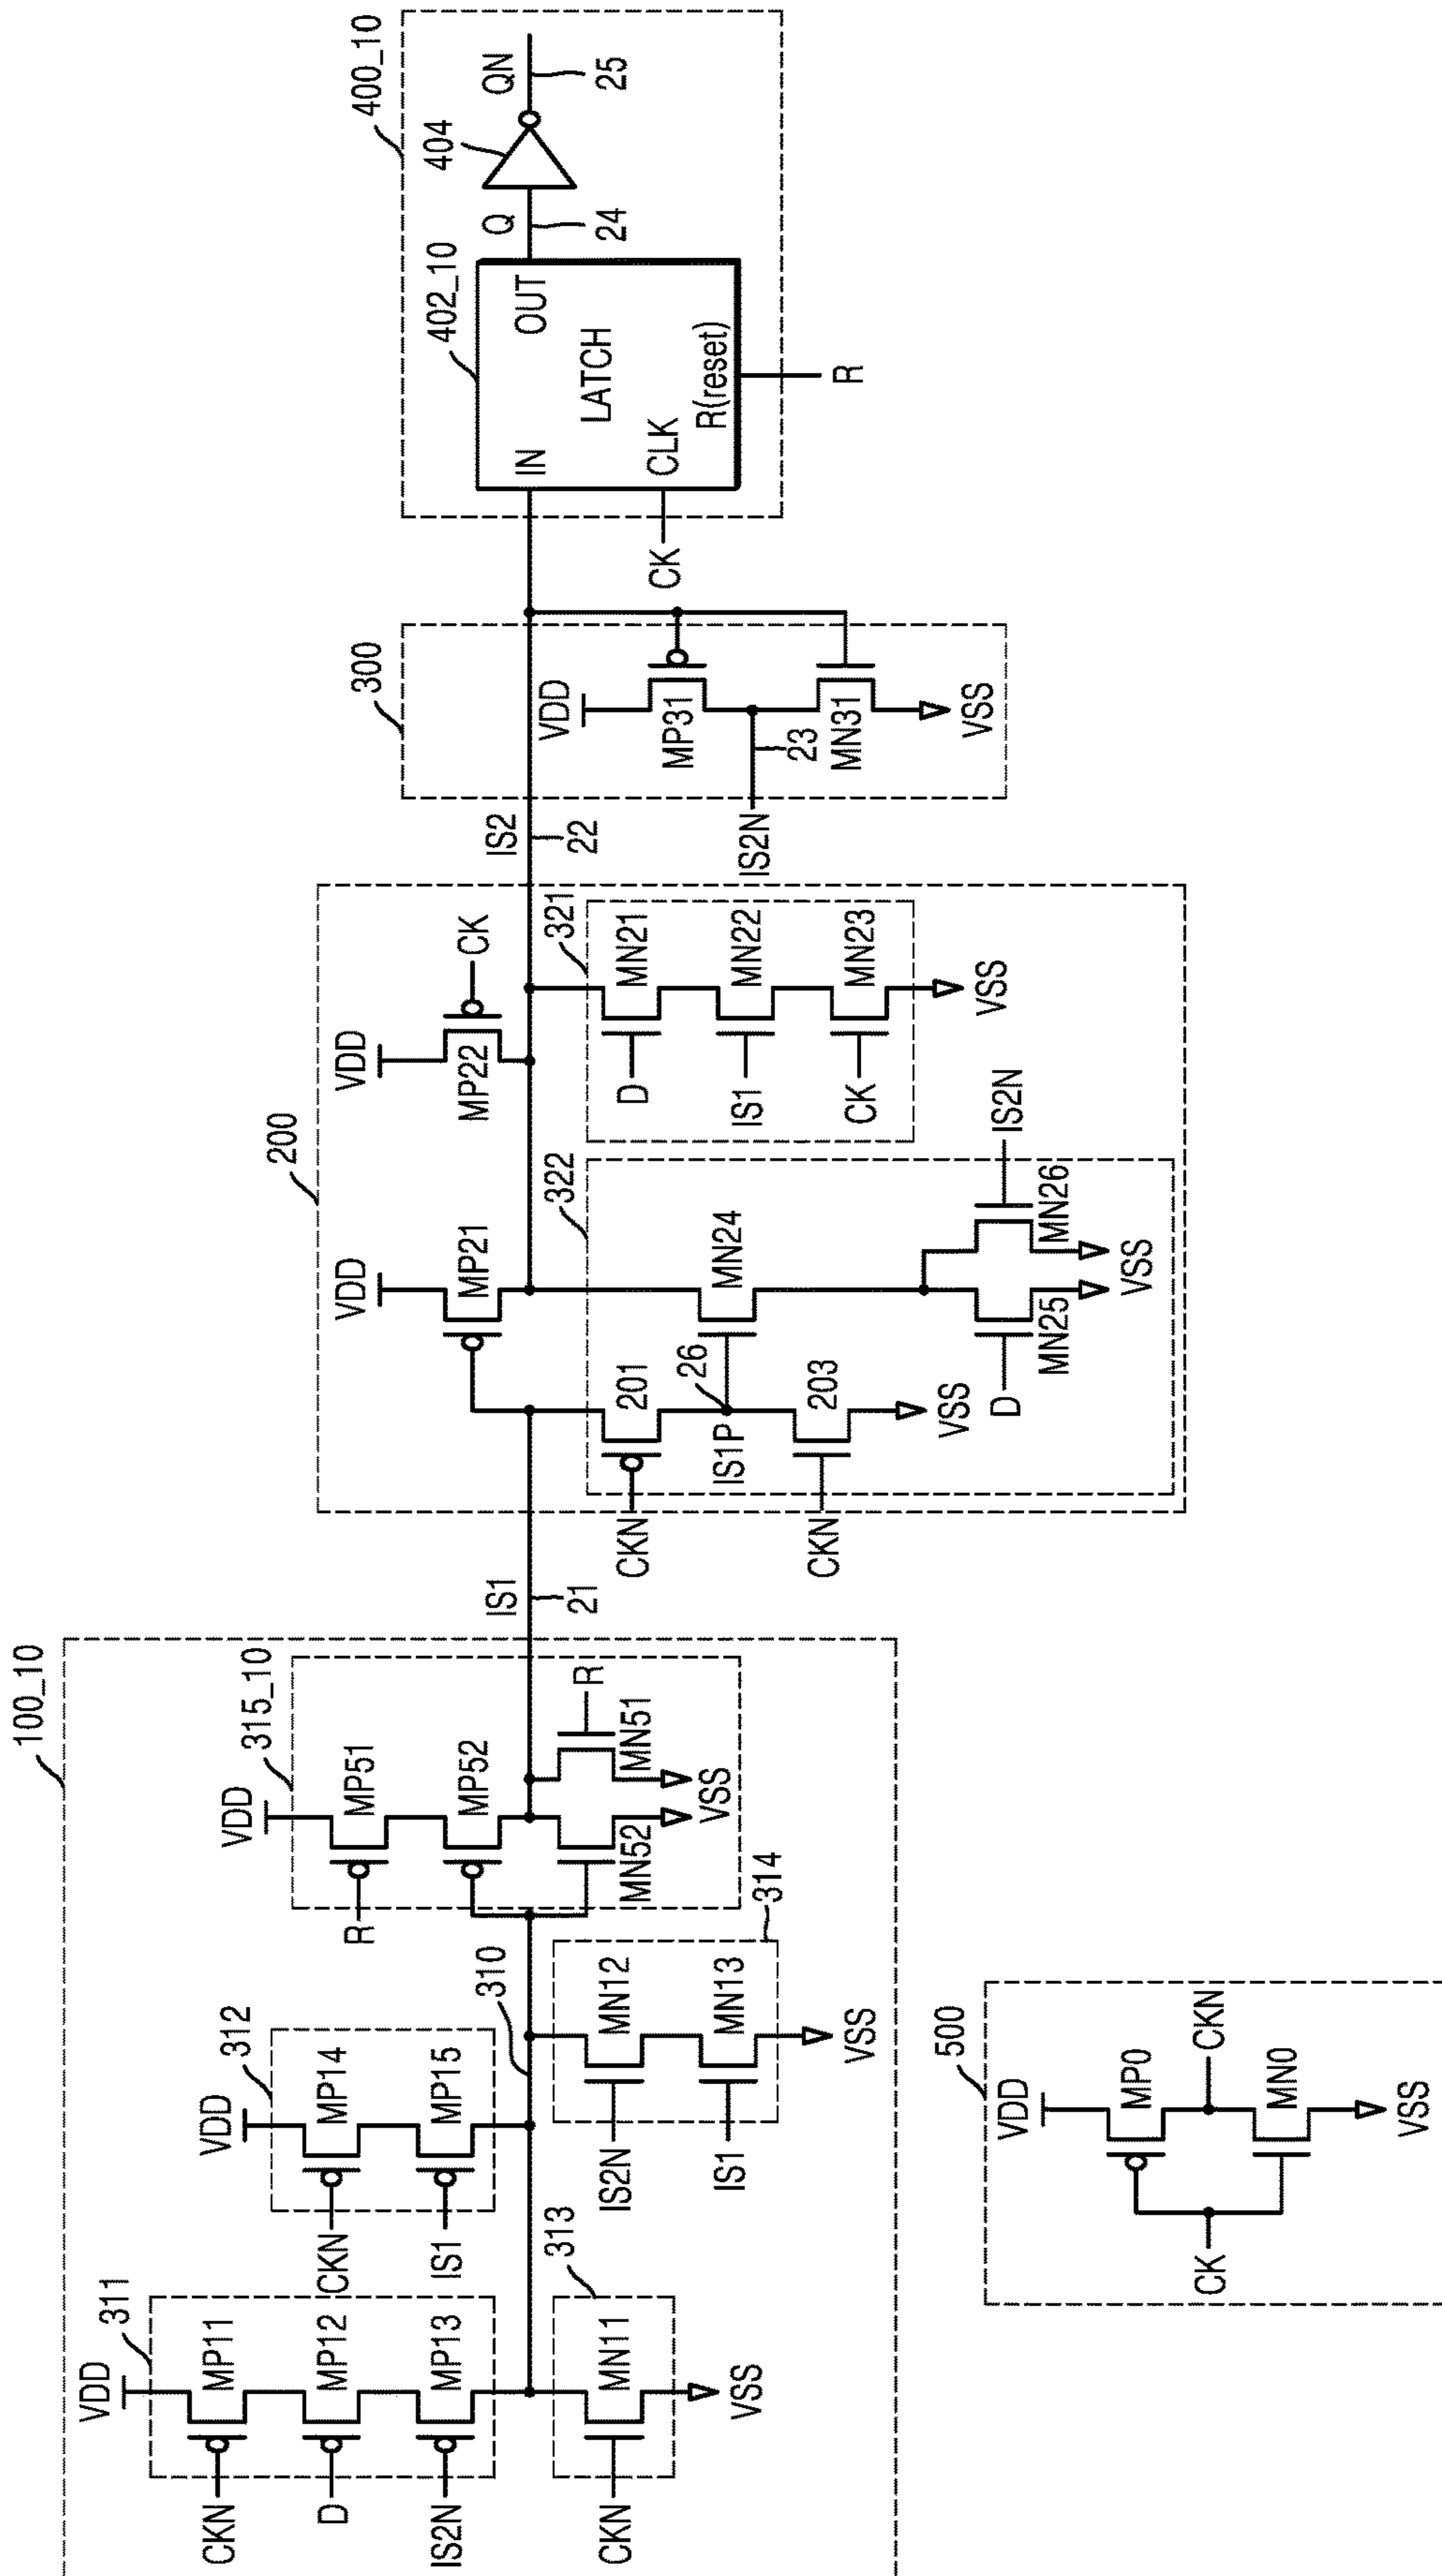 100_10
311
VDD
MP11
MP12
MP13
CKN
D
IS2N
313
MN11
CKN
VSS
312
VDD
MP14
MP15
CKN
IS1
310
314
MN12
MN13
IS2N
IS1
VSS
315_10
VDD
MP51
MP52
R
MN52
MN51
R
VSS
IS1
21
200
VDD
MP21
322
201
CKN
26
IS1P
203
CKN
VSS
MN24
MN25
D
MN26
IS2N
VSS
VDD
MP22
CK
321
MN21
MN22
MN23
D
IS1
CK
VSS
IS2
22
300
VDD
MP31
23
IS2N
MN31
VSS
400_10
402_10
IN
OUT
LATCH
CLK
R(reset)
CK
R
Q
24
404
QN
25
500
VDD
MP0
CK
CKN
MN0
VSS